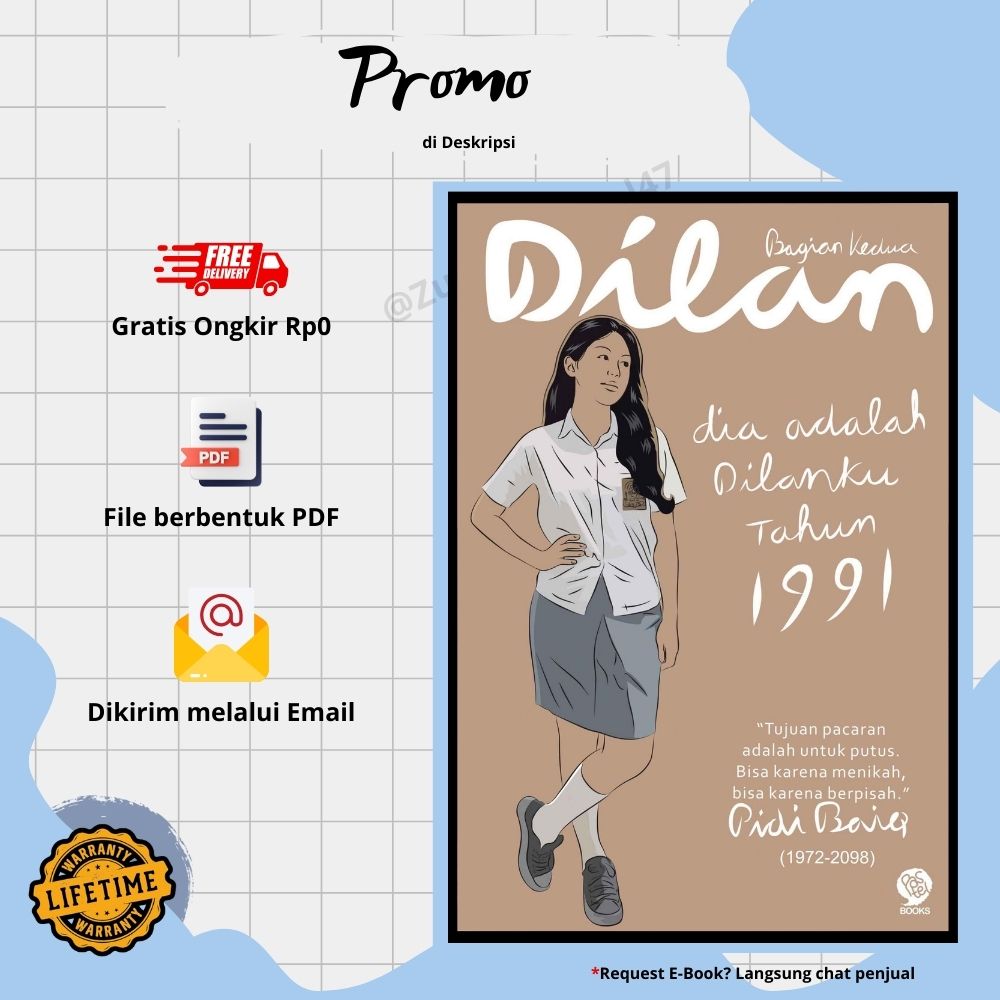 Promo
di Deskripsi
FREE
DELIVERY
Gratis Ongkir Rp0
PDF
File berbentuk PDF
@
Dikirim melalui Email
WARRANTY
LIFETIME
WARRANTY
Dilan
Bagian Kedua
dia adalah
Dilanku
Tahun
1991
“Tujuan pacaran
adalah untuk putus.
Bisa karena menikah,
bisa karena berpisah.”
Pidi Baiq
(1972-2098)
BOOKS
*Request E-Book? Langsung chat penjual